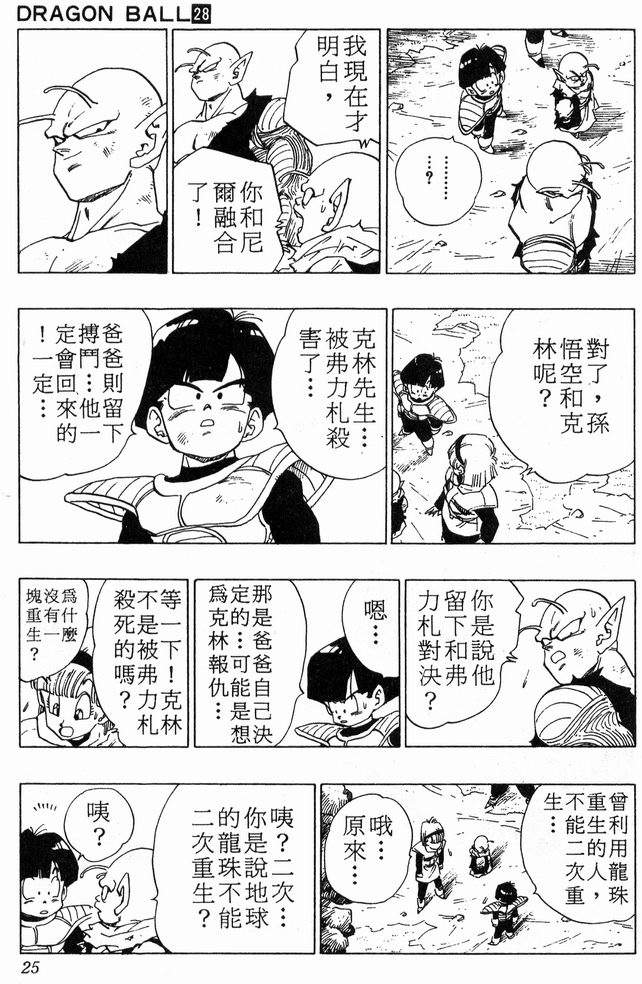 DRAGON BALL 28
……？
我現在才
明白，
你和尼
爾融合
了！
對了，孫
悟空和克
林呢？
克林先生…
被弗力札殺
害了…
爸爸則留下
搏鬥…他一
定會回來的
！一定…
你是說他
留下和弗
力札對決？
嗯…
那是爸爸自己決
定的…可能是想
爲克林報仇…
等一下！克林
不是被弗力札
殺死的嗎？
爲什麼
沒有一
塊重生？
曾利用龍珠
重生的人，
不能二次重
生…
哦…
原來…
咦？二次…
你是說地球
的龍珠不能
二次重生？
咦？
25